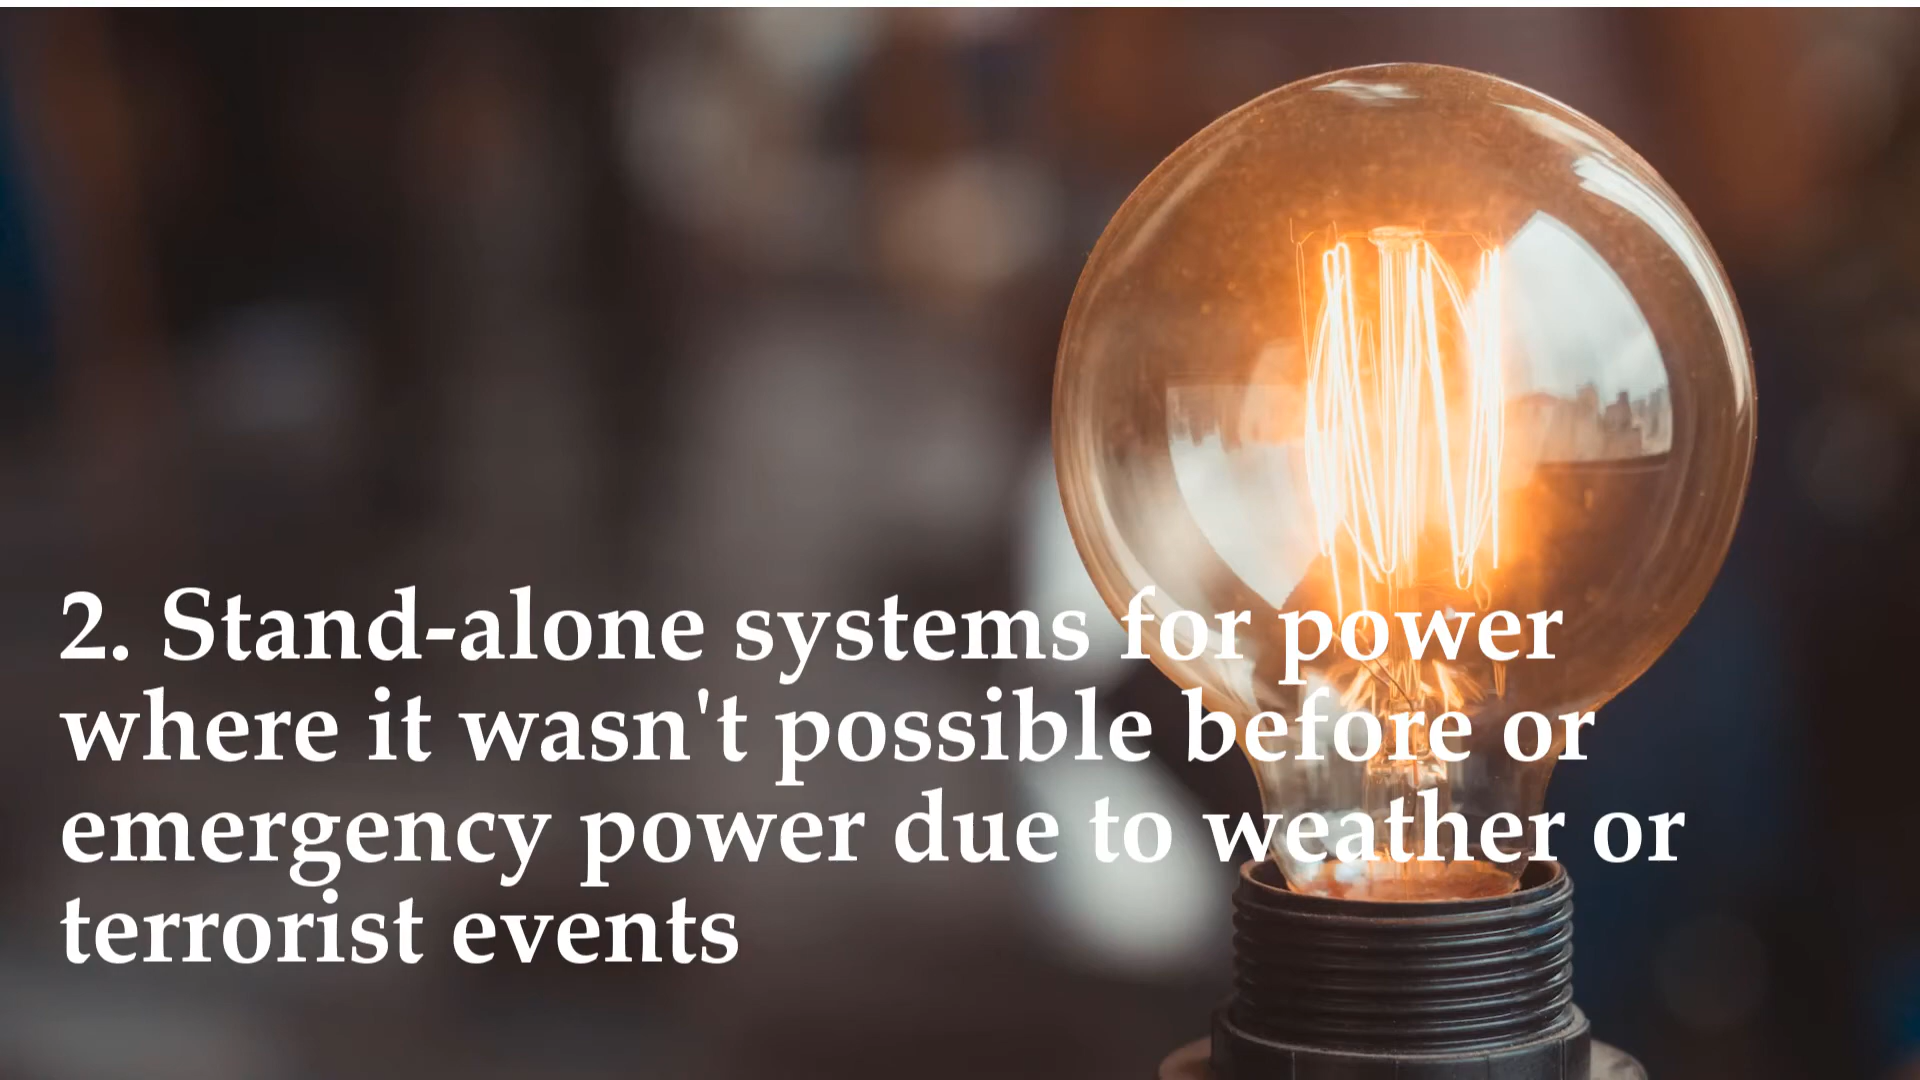 2. Stand-alone systems for power
where it wasn't possible before or
emergency power due to weather or
terrorist events